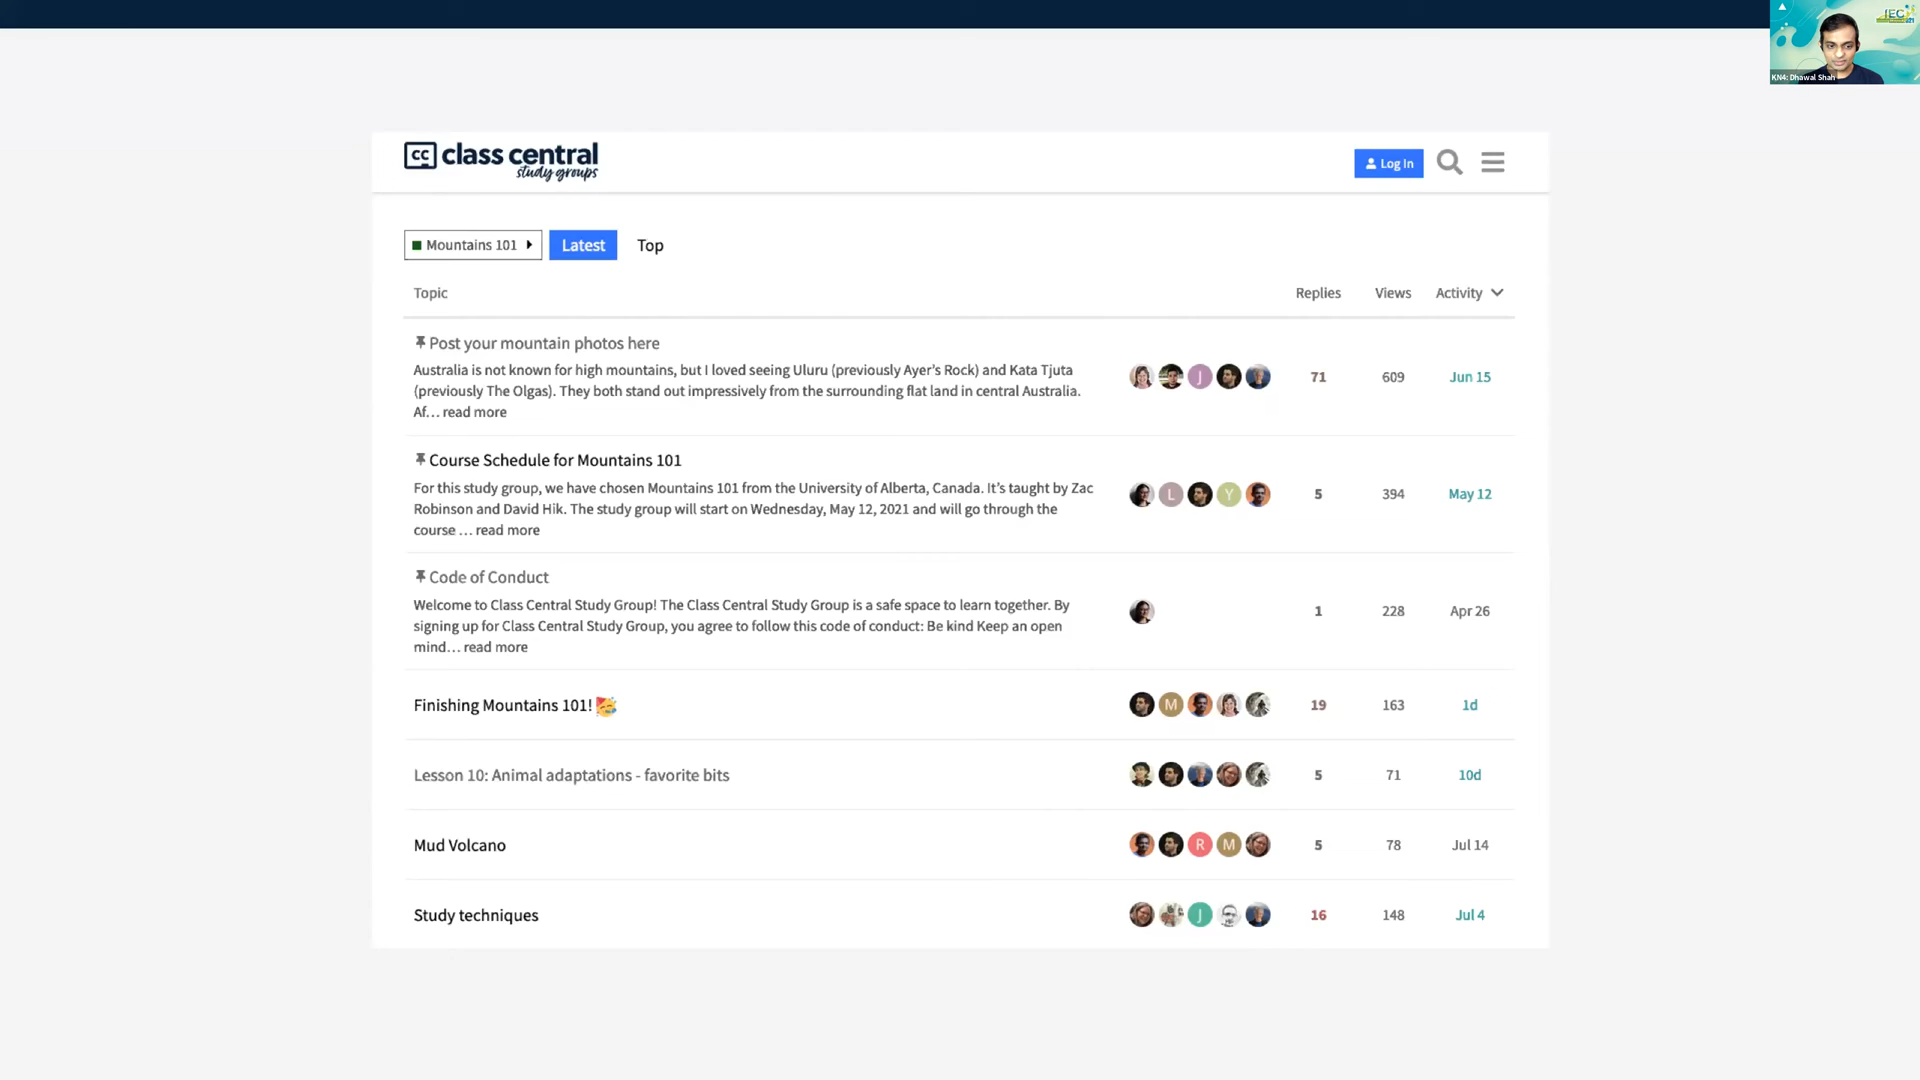 IEC
KN4: Dhawal Shah
cc class central
study groups
Log In
Mountains 101
Latest
Top
Topic
Replies
Views
Activity
Post your mountain photos here
Australia is not known for high mountains, but I loved seeing Uluru (previously Ayer’s Rock) and Kata Tjuta
(previously The Olgas). They both stand out impressively from the surrounding flat land in central Australia.
Af… read more
J
71
609
Jun 15
Course Schedule for Mountains 101
For this study group, we have chosen Mountains 101 from the University of Alberta, Canada. It’s taught by Zac
Robinson and David Hik. The study group will start on Wednesday, May 12, 2021 and will go through the
course … read more
L
Y
5
394
May 12
Code of Conduct
Welcome to Class Central Study Group! The Class Central Study Group is a safe space to learn together. By
signing up for Class Central Study Group, you agree to follow this code of conduct: Be kind Keep an open
mind… read more
1
228
Apr 26
Finishing Mountains 101!
M
19
163
1d
Lesson 10: Animal adaptations - favorite bits
5
71
10d
Mud Volcano
R
M
5
78
Jul 14
Study techniques
J
16
148
Jul 4